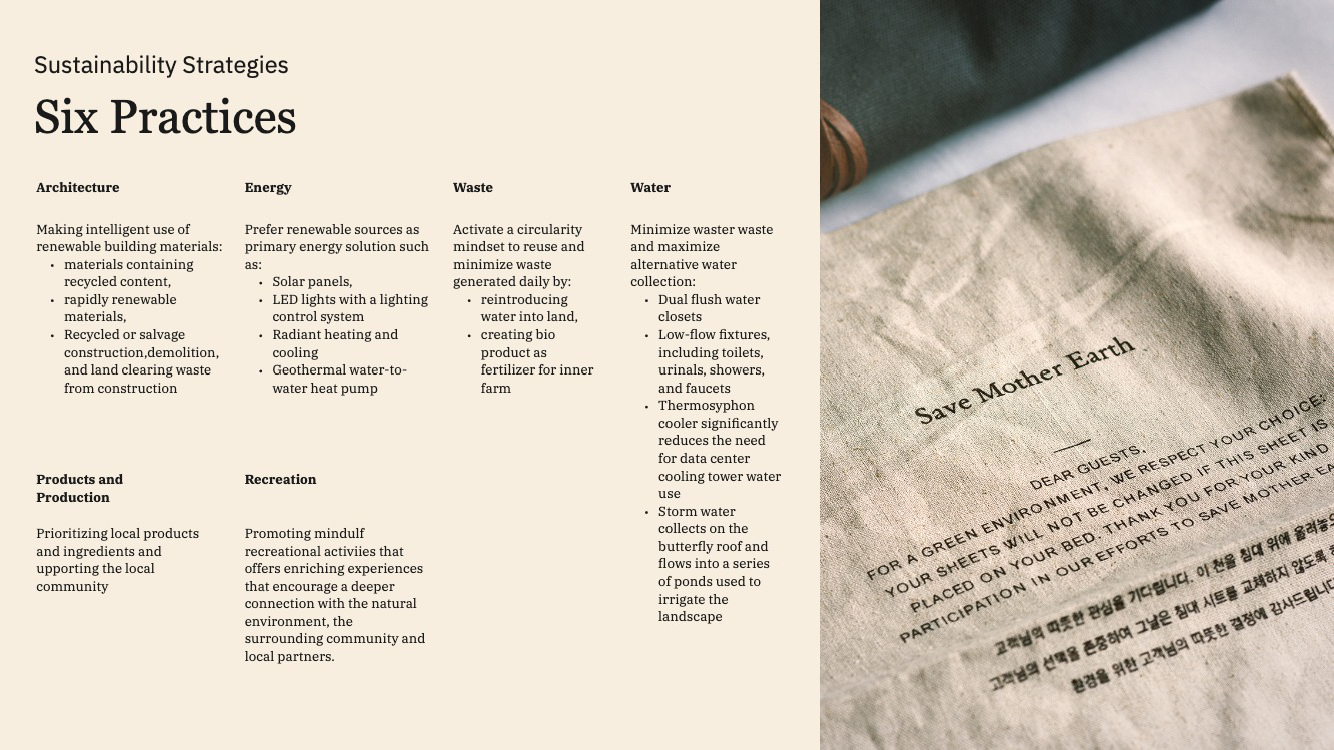 Sustainability Strategies
Six Practices
Architecture
Making intelligent use of
renewable building materials:
• materials containing
recycled content,
• rapidly renewable
materials,
• Recycled or salvage
construction,demolition,
and land clearing waste
from construction
Energy
Prefer renewable sources as
primary energy solution such
as:
• Solar panels,
• LED lights with a lighting
control system
• Radiant heating and
cooling
• Geothermal water-to-
water heat pump
Waste
Activate a circularity
mindset to reuse and
minimize waste
generated daily by:
• reintroducing
water into land,
• creating bio
product as
fertilizer for inner
farm
Water
Minimize waster waste
and maximize
alternative water
collection:
• Dual flush water
closets
• Low-flow fixtures,
including toilets,
urinals, showers,
and faucets
• Thermosyphon
cooler significantly
reduces the need
for data center
cooling tower water
use
• Storm water
collects on the
butterfly roof and
flows into a series
of ponds used to
irrigate the
landscape
Products and
Production
Prioritizing local products
and ingredients and
upporting the local
community
Recreation
Promoting mindulf
recreational activiies that
offers enriching experiences
that encourage a deeper
connection with the natural
environment, the
surrounding community and
local partners.
Save Mother Earth
DEAR GUESTS,
FOR A GREEN ENVIRONMENT, WE RESPECT YOUR CHOICE:
YOUR SHEETS WILL NOT BE CHANGED IF THIS SHEET IS
PLACED ON YOUR BED. THANK YOU FOR YOUR KIND
PARTICIPATION IN OUR EFFORTS TO SAVE MOTHER
고객님의 따뜻한 관심을 기다립니다. 이 천을 침대 위에
고객님의 선택을 존중하여 그날은 침대 시트를 교체하지 않도록
환경을 위한 고객님의 따뜻한 결정에 감사드립니다